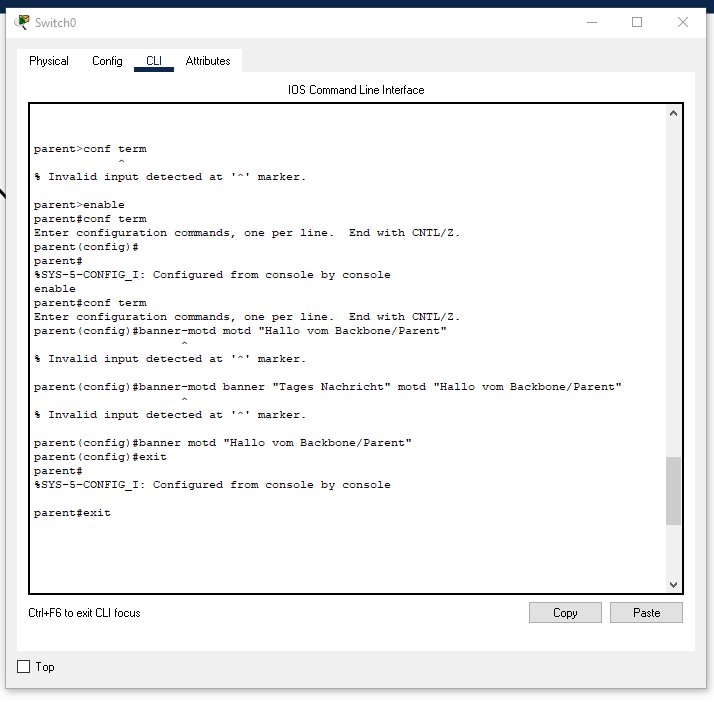 Switch0
Physical Config CLI Attributes
IOS Command Line Interface
parent>conf term
^
% Invalid input detected at '^' marker.
parent>enable
parent#conf term
Enter configuration commands, one per line.  End with CNTL/Z.
parent(config)#
parent#
%SYS-5-CONFIG_I: Configured from console by console
enable
parent#conf term
Enter configuration commands, one per line.  End with CNTL/Z.
parent(config)#banner-motd motd "Hallo vom Backbone/Parent"
^
% Invalid input detected at '^' marker.
parent(config)#banner-motd banner "Tages Nachricht" motd "Hallo vom Backbone/Parent"
^
% Invalid input detected at '^' marker.
parent(config)#banner motd "Hallo vom Backbone/Parent"
parent(config)#exit
parent#
%SYS-5-CONFIG_I: Configured from console by console
parent#exit
Ctrl+F6 to exit CLI focus
Copy Paste
Top